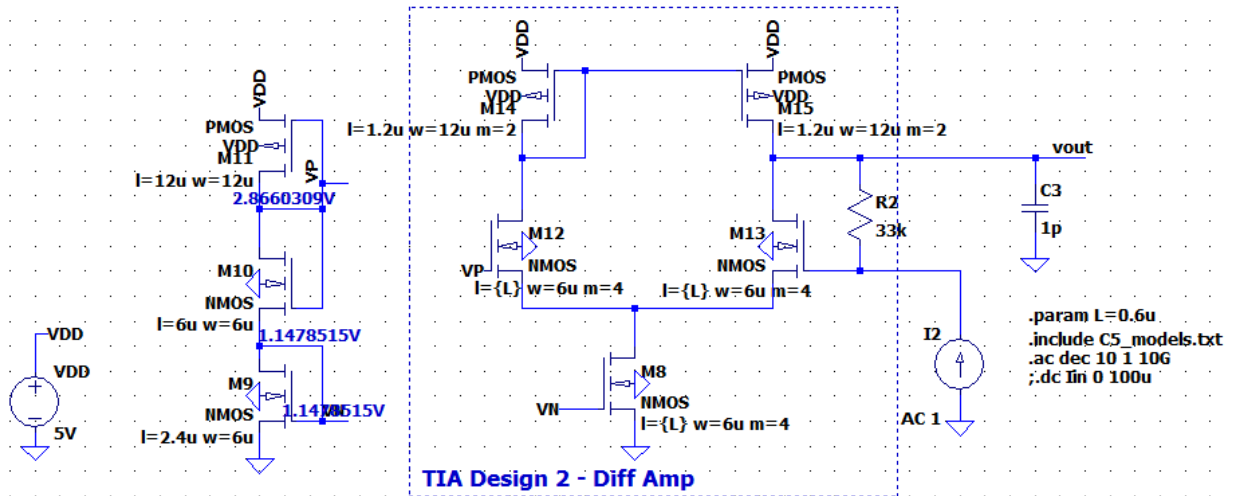 VDD
PMOS
VDD
M11
l=12u w=12u
VP
2.8660309V
M10
NMOS
l=6u w=6u
1.1478515V
M9
NMOS
1.1478515V
VN
l=2.4u w=6u
VDD
VDD
5V
VDD
PMOS
VDD
M14
l=1.2u w=12u m=2
VDD
PMOS
VDD
M15
l=1.2u w=12u m=2
M12
VP
NMOS
l={L} w=6u m=4
M13
NMOS
l={L} w=6u m=4
M8
VN
NMOS
l={L} w=6u m=4
R2
33k
vout
C3
1p
I2
AC 1
.param L=0.6u
.include C5_models.txt
.ac dec 10 1 10G
;.dc Iin 0 100u
TIA Design 2 - Diff Amp